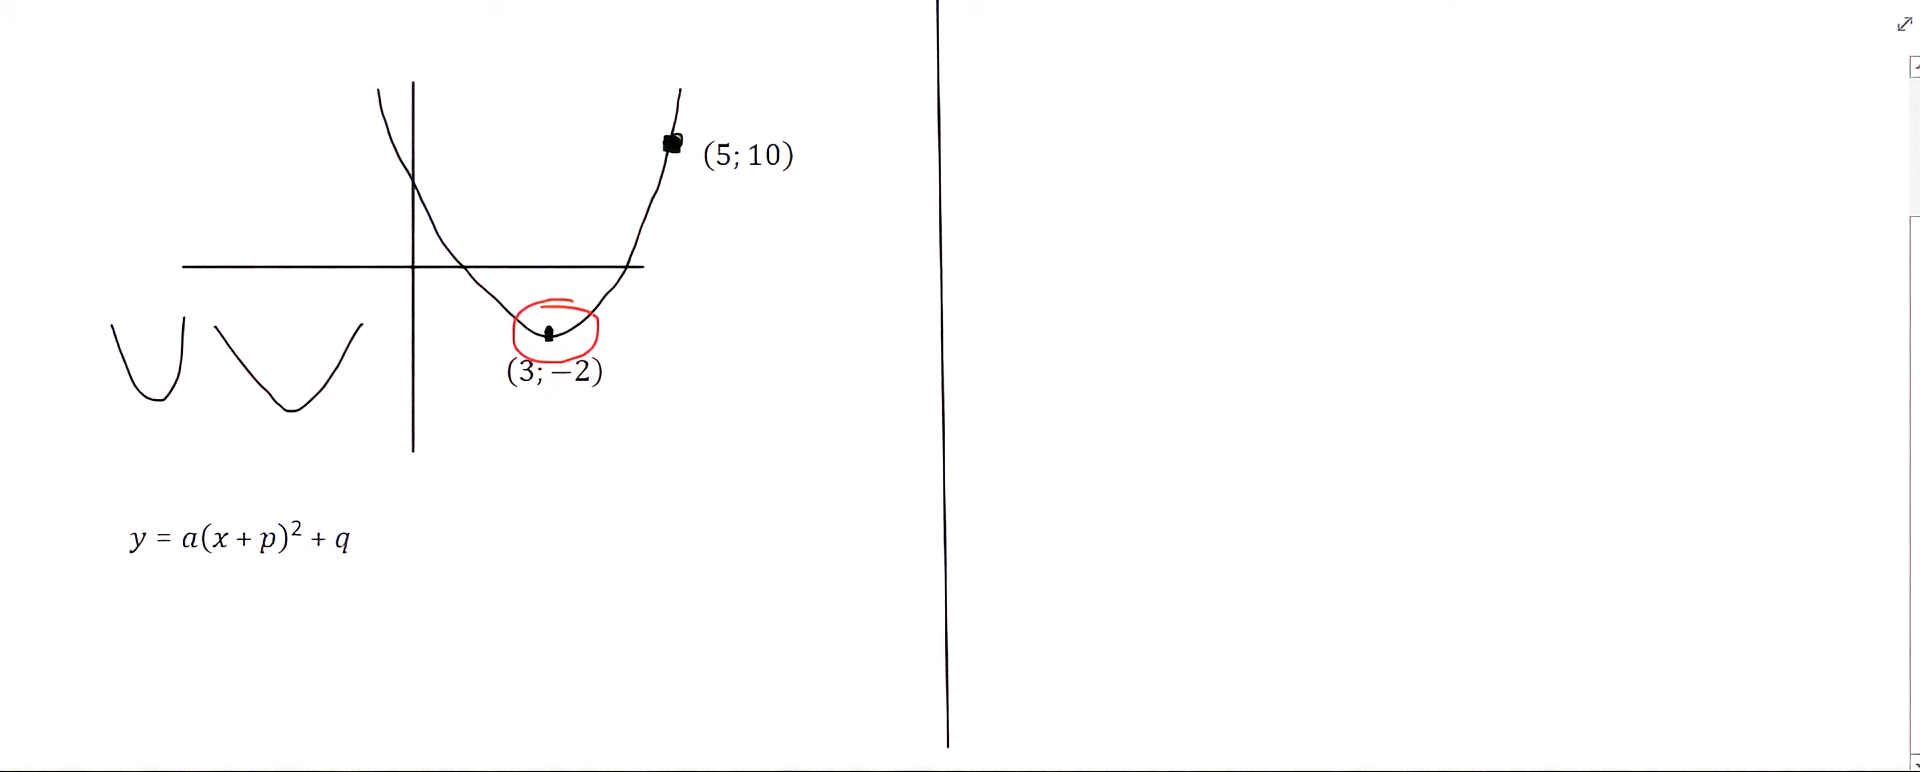 (5; 10)
(3; −2)
y = a(x + p)² + q